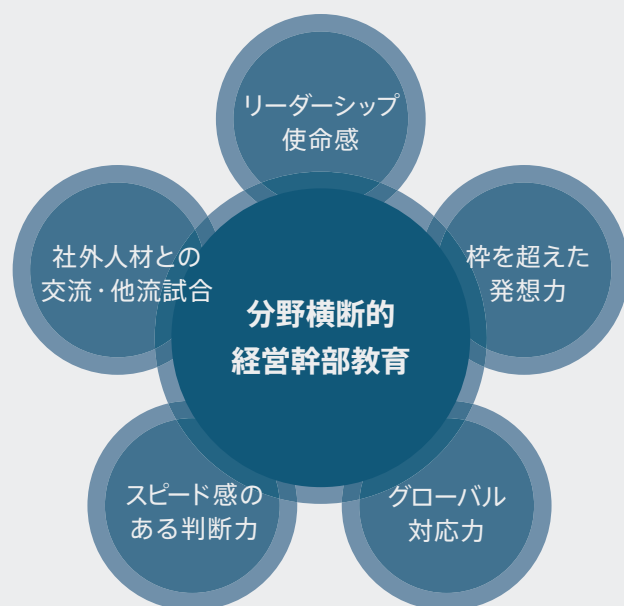 リーダーシップ
使命感
社外人材との
交流・他流試合
枠を超えた
発想力
分野横断的
経営幹部教育
スピード感の
ある判断力
グローバル
対応力